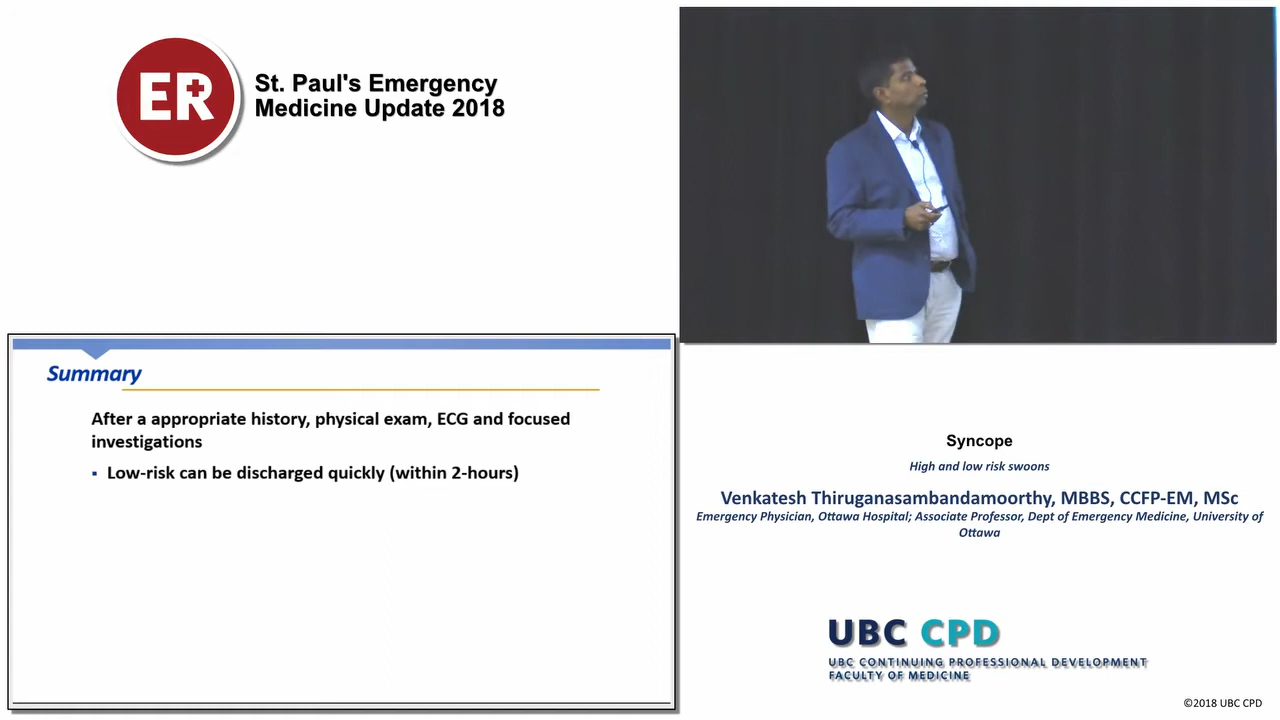 ER
St. Paul's Emergency
Medicine Update 2018
Summary
After a appropriate history, physical exam, ECG and focused
investigations
▪ Low-risk can be discharged quickly (within 2-hours)
Syncope
High and low risk swoons
Venkatesh Thiruganasambandamoorthy, MBBS, CCFP-EM, MSc
Emergency Physician, Ottawa Hospital; Associate Professor, Dept of Emergency Medicine, University of
Ottawa
UBC CPD
UBC CONTINUING PROFESSIONAL DEVELOPMENT
FACULTY OF MEDICINE
©2018 UBC CPD